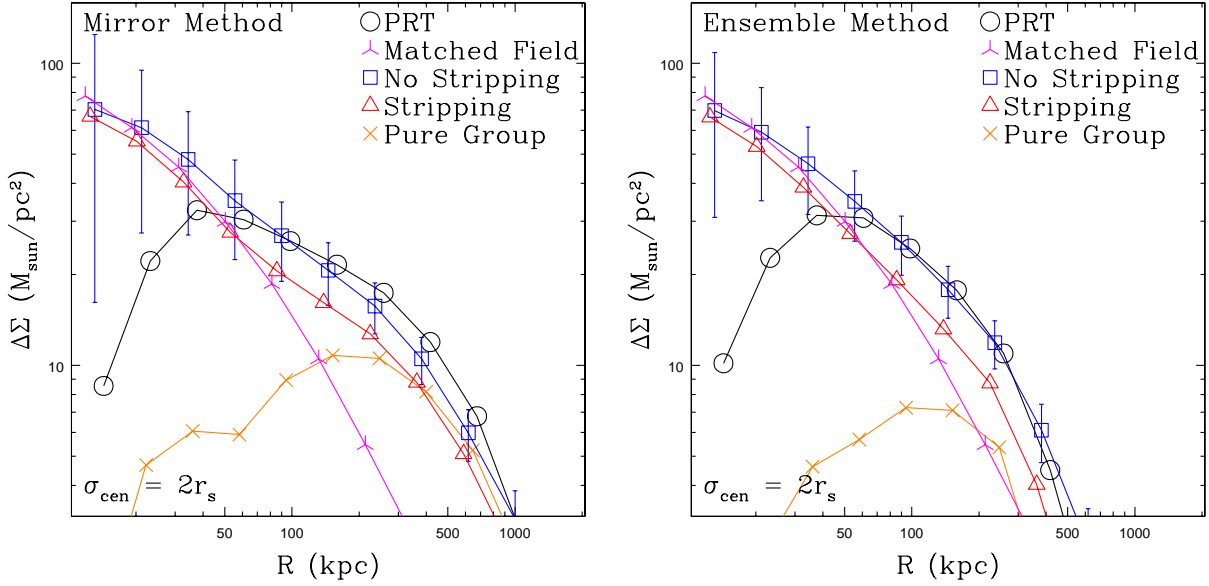 Mirror Method
PRT
Matched Field
No Stripping
Stripping
Pure Group
σcen = 2rs
100
10
ΔΣ (Msun/pc²)
50
100
500
1000
R (kpc)
Ensemble Method
PRT
Matched Field
No Stripping
Stripping
Pure Group
σcen = 2rs
100
10
ΔΣ (Msun/pc²)
50
100
500
1000
R (kpc)